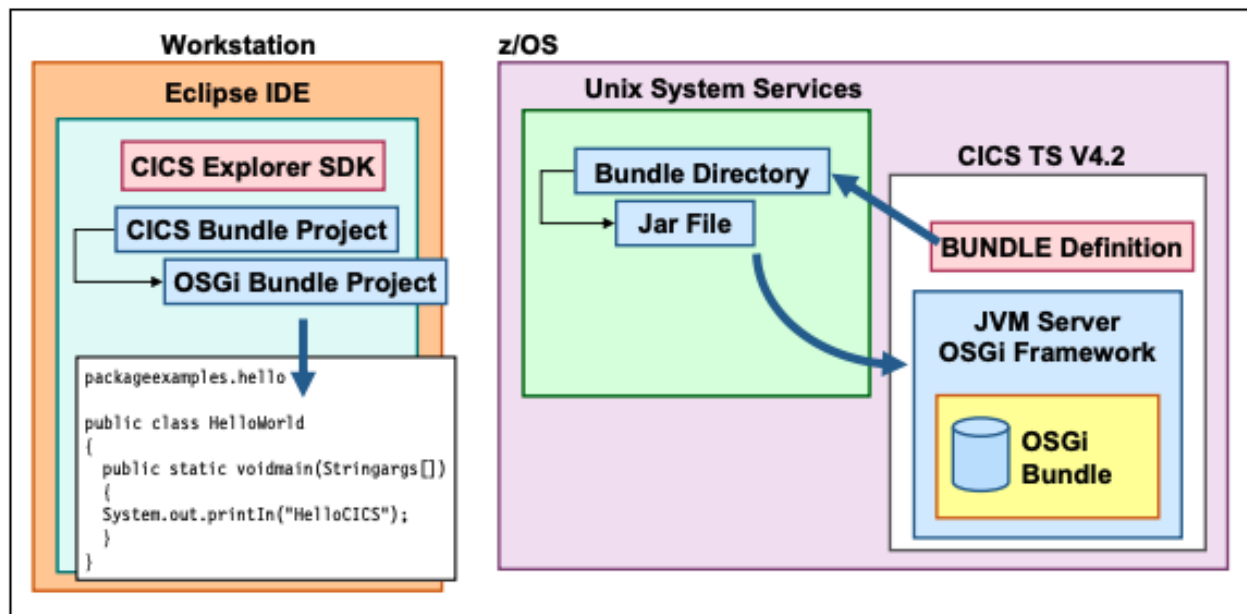 Workstation
Eclipse IDE
CICS Explorer SDK
CICS Bundle Project
OSGi Bundle Project
packageexamples.hello
public class HelloWorld
{
public static voidmain(Stringargs[])
{
System.out.printIn("HelloCICS");
}
}
z/OS
Unix System Services
Bundle Directory
Jar File
CICS TS V4.2
BUNDLE Definition
JVM Server
OSGi Framework
OSGi
Bundle